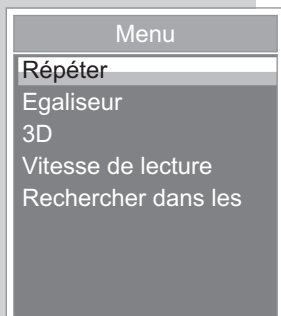 Menu
Répéter
Egaliseur
3D
Vitesse de lecture
Rechercher dans les